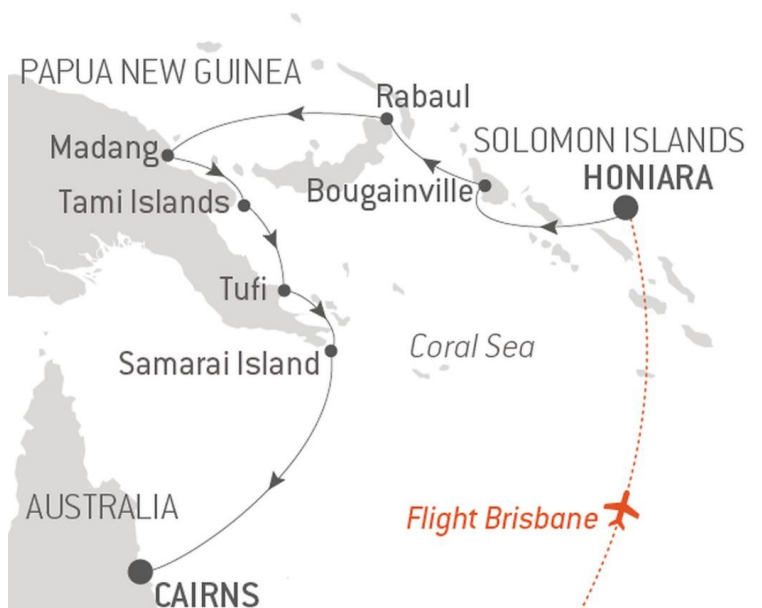 PAPUA NEW GUINEA
Rabaul
SOLOMON ISLANDS
HONIARA
Madang
Bougainville
Tami Islands
Tufi
Coral Sea
Samarai Island
AUSTRALIA
Flight Brisbane
CAIRNS